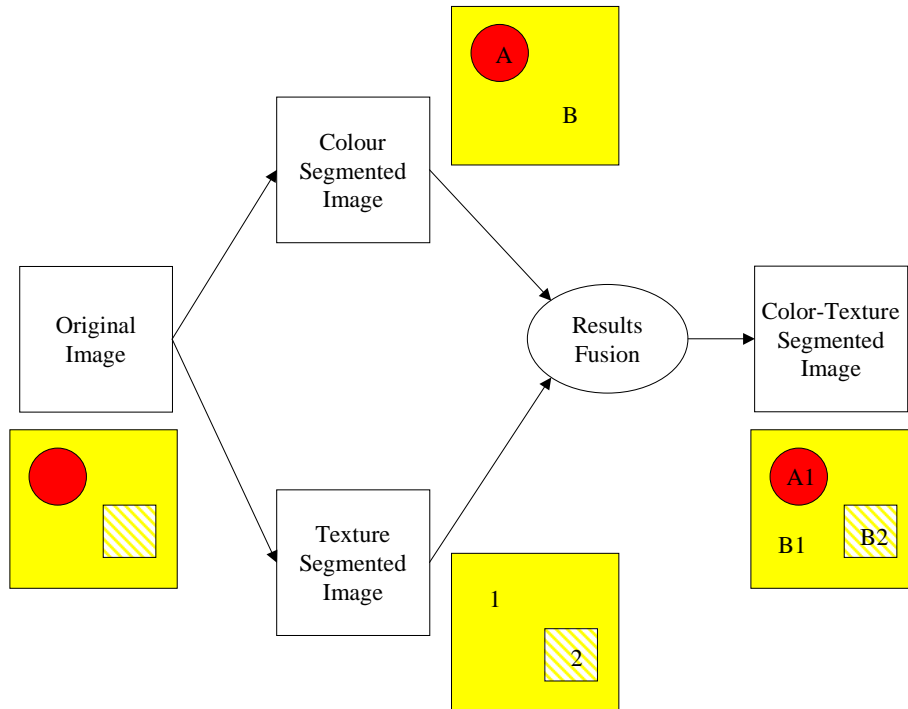 A
B
Colour
Segmented
Image
Original
Image
Results
Fusion
Color-Texture
Segmented
Image
Texture
Segmented
Image
1
2
A1
B1
B2